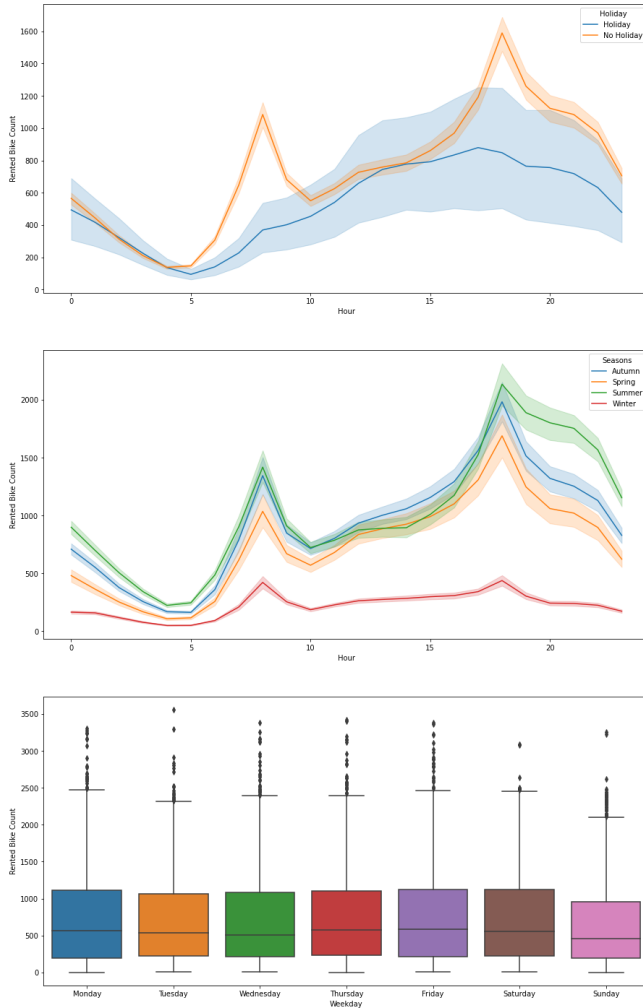 1600
1400
1200
1000
800
600
400
200
0
Rented Bike Count
Holiday
Holiday
No Holiday
0
5
10
15
20
Hour
2000
1500
1000
500
0
Rented Bike Count
Seasons
Autumn
Spring
Summer
Winter
0
5
10
15
20
Hour
3500
3000
2500
2000
1500
1000
500
0
Rented Bike Count
Monday
Tuesday
Wednesday
Thursday
Friday
Saturday
Sunday
Weekday